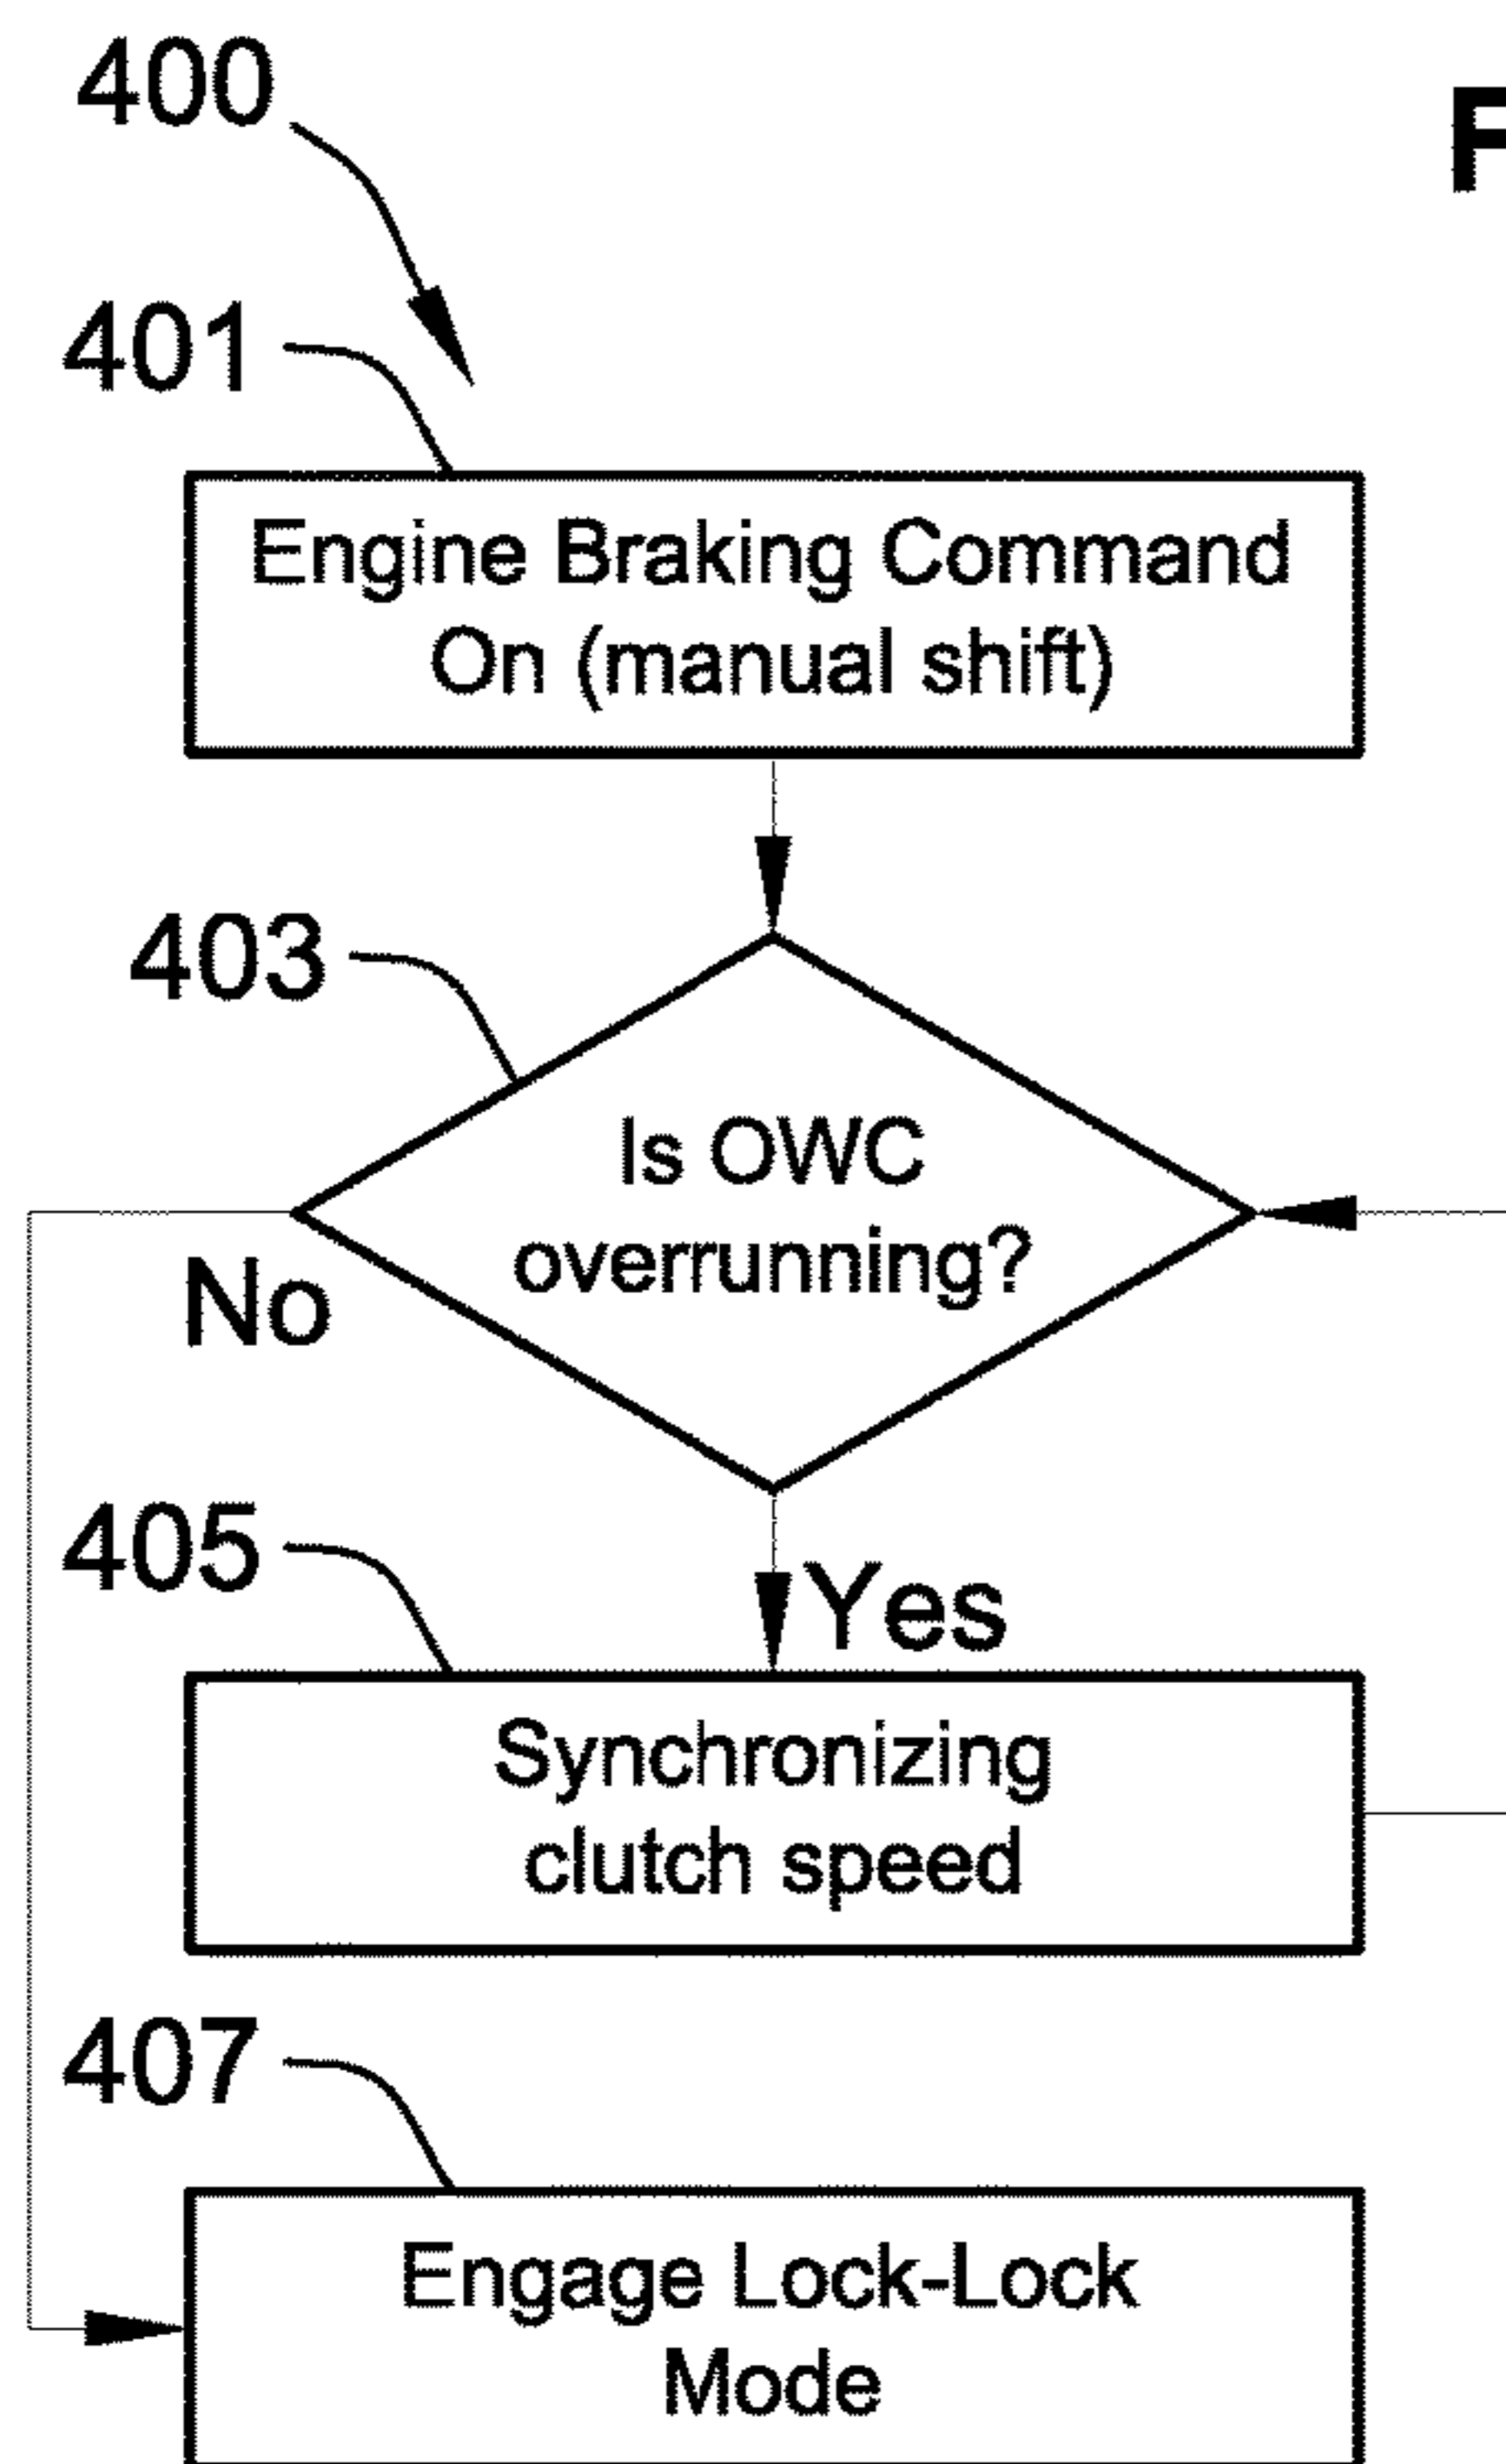 400
F
401
Engine Braking Command
On (manual shift)
403
Is OWC
overrunning?
No
405
Yes
Synchronizing
clutch speed
407
Engage Lock-Lock
Mode